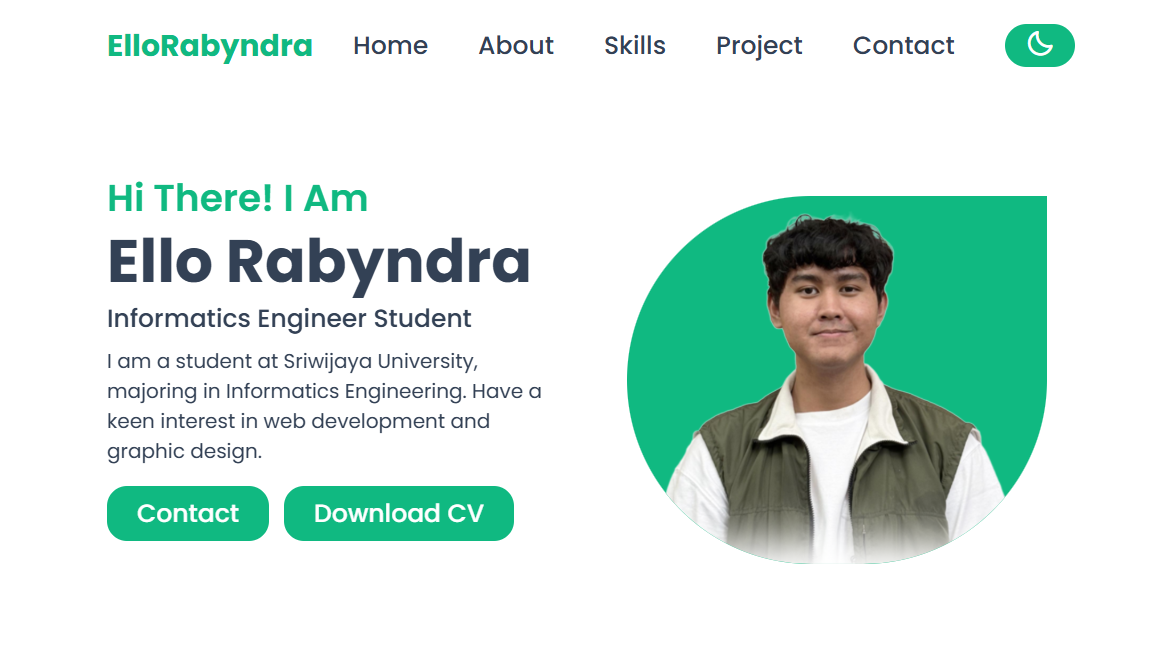 ElloRabyndra Home About Skills Project Contact
Hi There! I Am
Ello Rabyndra
Informatics Engineer Student
I am a student at Sriwijaya University,
majoring in Informatics Engineering. Have a
keen interest in web development and
graphic design.
Contact Download CV